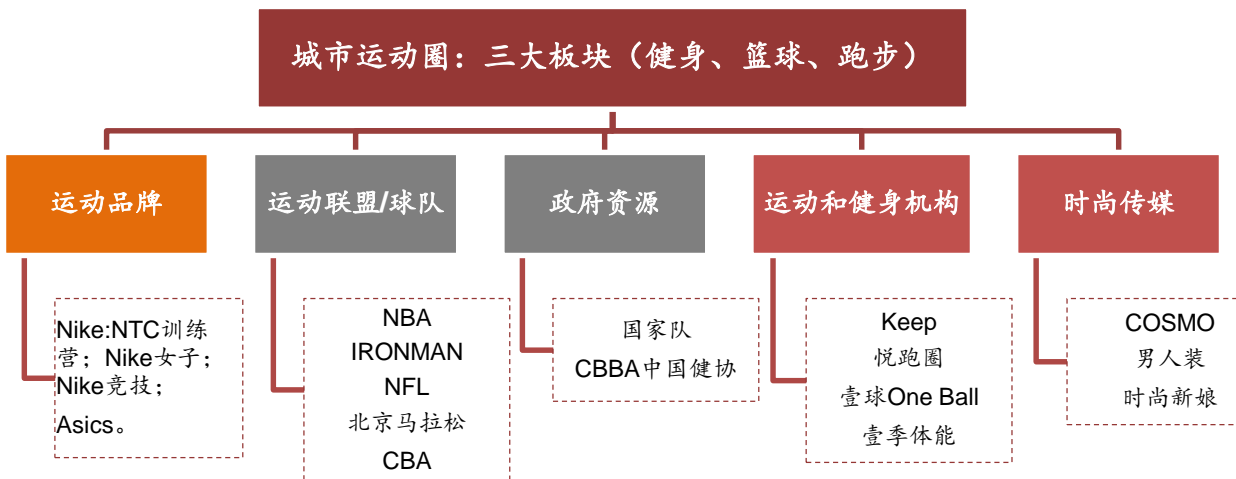 城市运动圈：三大板块（健身、篮球、跑步）
运动品牌
运动联盟/球队
政府资源
运动和健身机构
时尚传媒
Nike:NTC训练
营；Nike女子；
Nike竞技；
Asics。
NBA
IRONMAN
NFL
北京马拉松
CBA
国家队
CBBA中国健协
Keep
悦跑圈
壹球One Ball
壹季体能
COSMO
男人装
时尚新娘